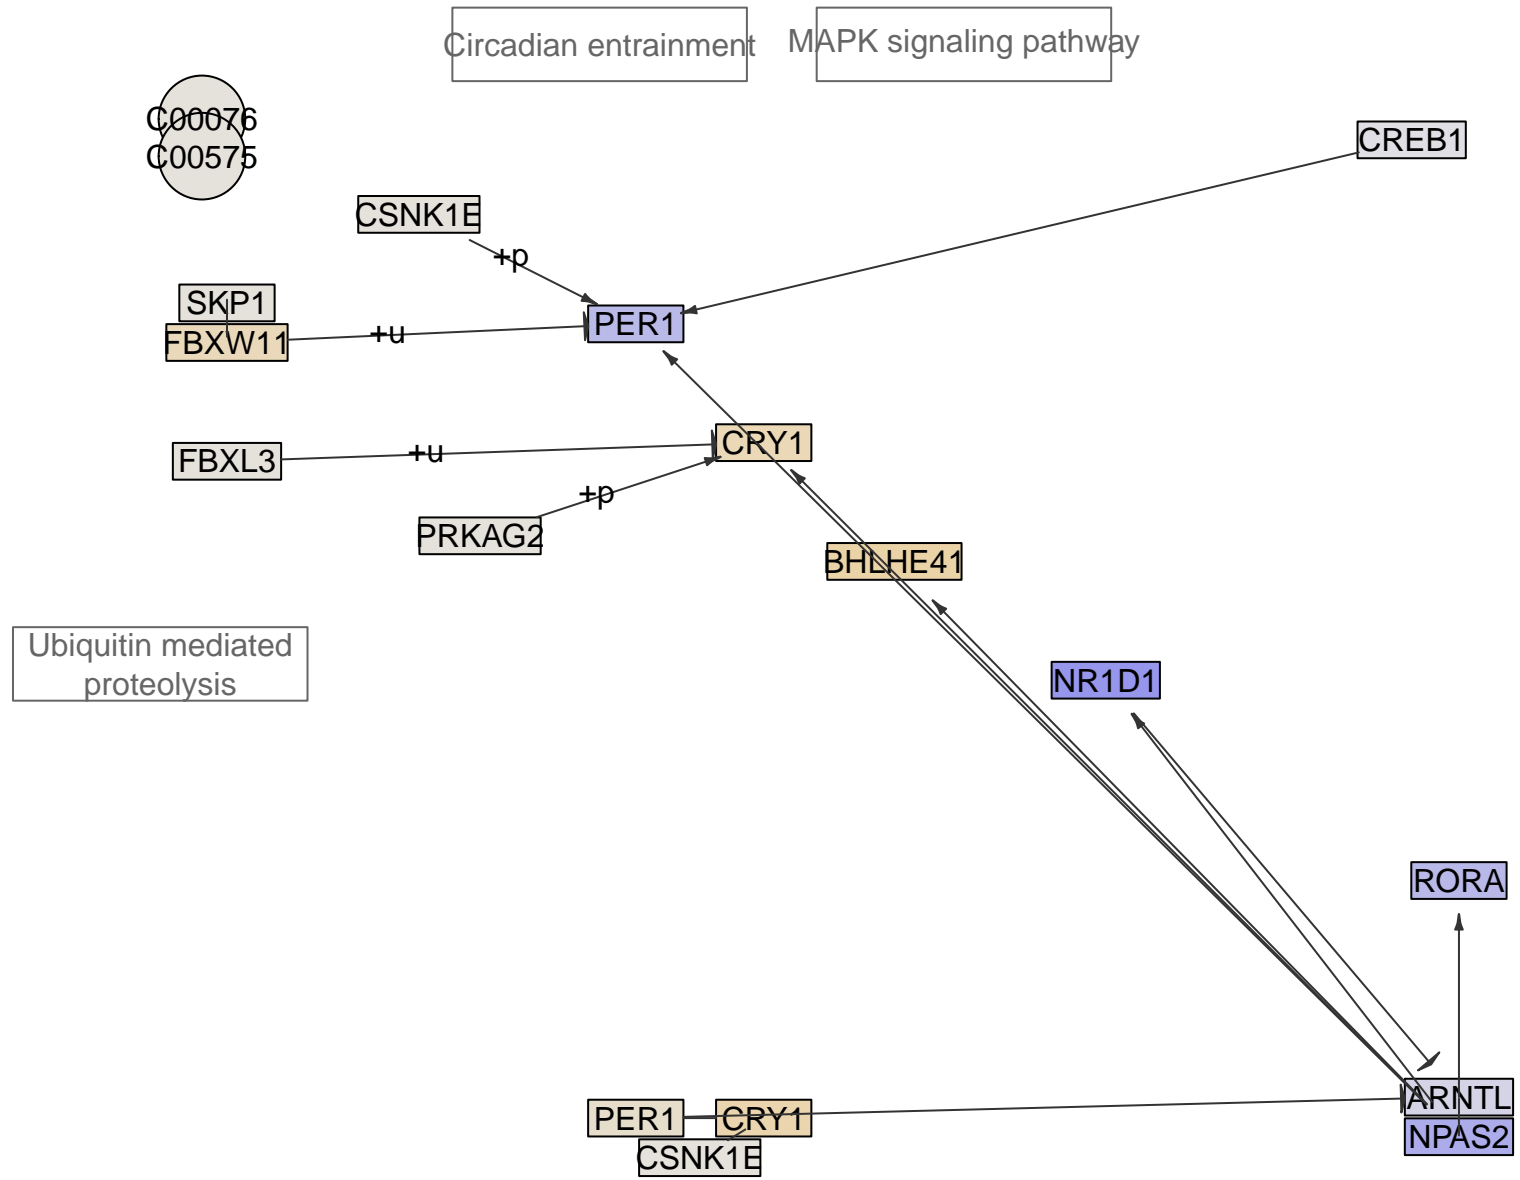 Circadian entrainment
MAPK signaling pathway
C00076
C00575
CREB1
CSNK1E
+p
SKP1
FBXW11
+u
PER1
FBXL3
+u
CRY1
+p
PRKAG2
BHLHE41
Ubiquitin mediated
proteolysis
NR1D1
RORA
ARNTL
NPAS2
PER1
CRY1
CSNK1E